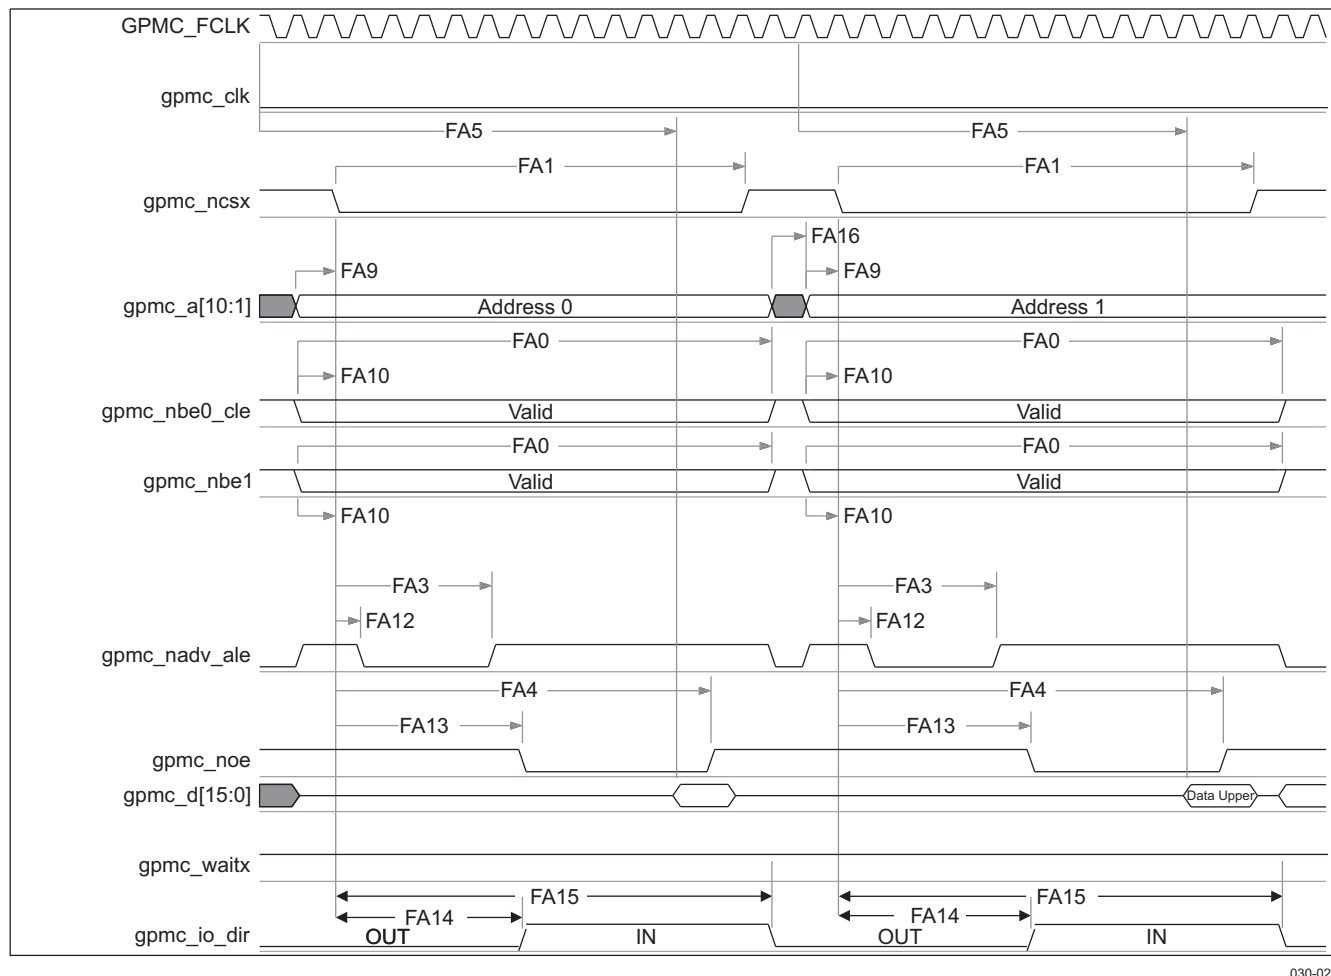 GPMC_FCLK
gpmc_clk
FA5 FA5
FA1 FA1
gpmc_ncsx
FA16
FA9 FA9
gpmc_a[10:1] Address 0 Address 1
FA0 FA0
FA10 FA10
gpmc_nbe0_cle Valid Valid
FA0 FA0
gpmc_nbe1 Valid Valid
FA10 FA10
FA3 FA3
FA12 FA12
gpmc_nadv_ale
FA4 FA4
FA13 FA13
gpmc_noe
gpmc_d[15:0] Data Upper
gpmc_waitx
FA15 FA15
FA14 FA14
gpmc_io_dir OUT IN OUT IN
030-02